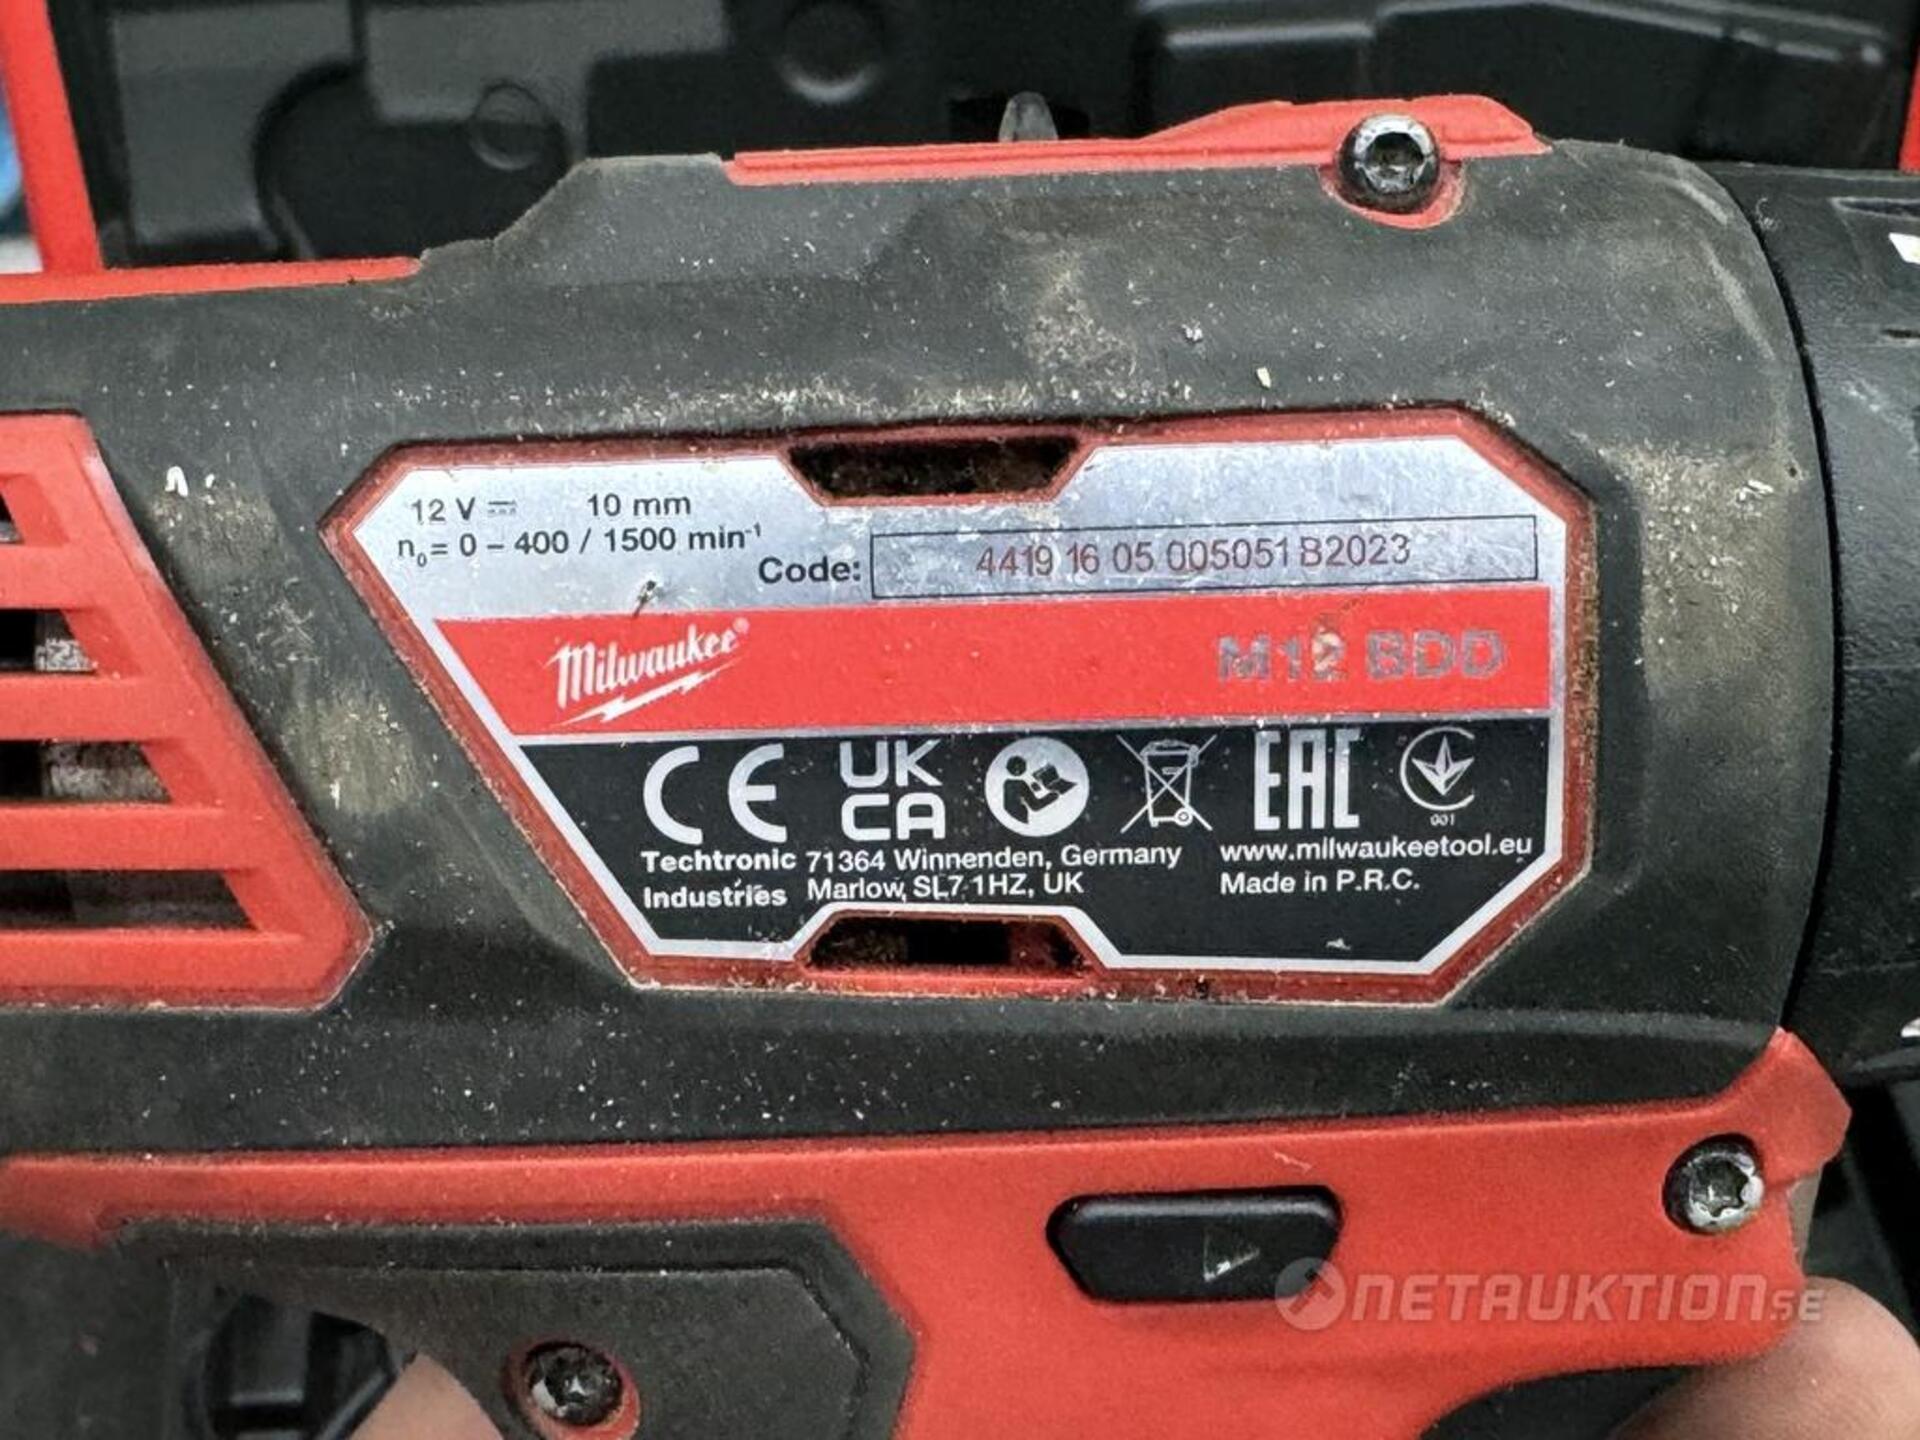 12 V 10 mm
n₀ = 0 – 400 / 1500 min⁻¹
Code: 4419 16 05 005051 B2023
Milwaukee®
M12 BDD
CE UK CA EAC
001
Techtronic Industries
71364 Winnenden, Germany
Marlow, SL7 1HZ, UK
www.milwaukeetool.eu
Made in P.R.C.
NETAUKTION.SE